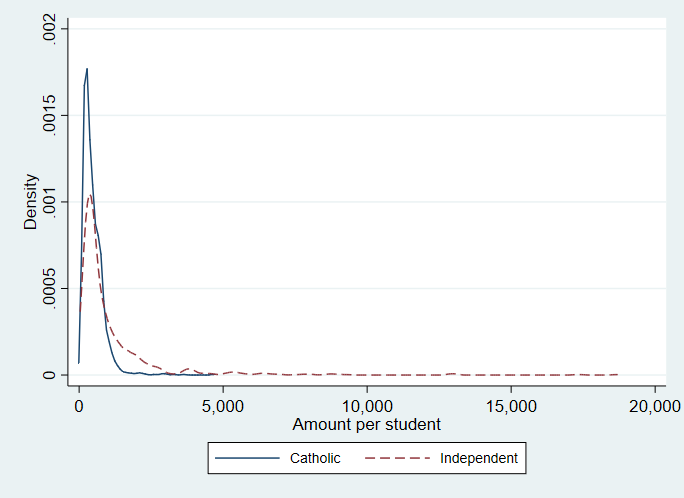 .002
.0015
.001
.0005
0
Density
0 5,000 10,000 15,000 20,000
Amount per student
Catholic Independent